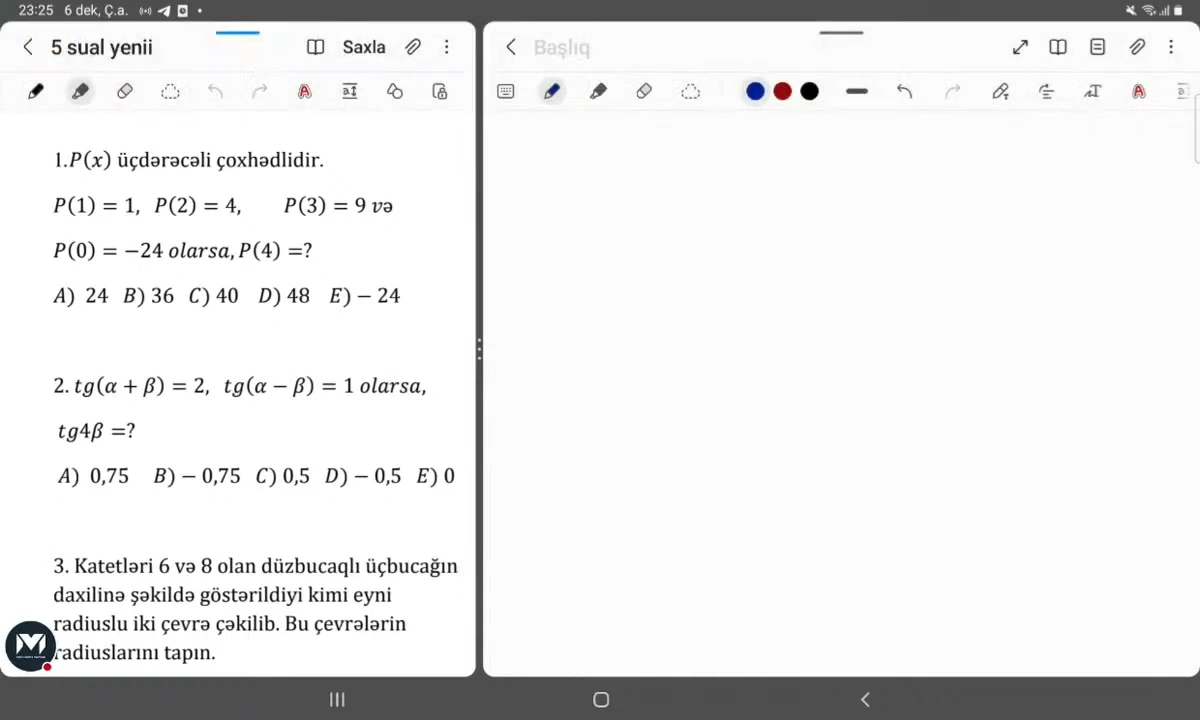 23:25 6 dek, Ç.a.
5 sual yenii
Saxla
Başlıq
1.P(x) üçdərəcəli çoxhədlidir.
P(1) = 1, P(2) = 4, P(3) = 9 və
P(0) = −24 olarsa, P(4) =?
A) 24 B) 36 C) 40 D) 48 E) − 24
2. tg(α + β) = 2, tg(α − β) = 1 olarsa,
tg4β =?
A) 0,75 B) − 0,75 C) 0,5 D) − 0,5 E) 0
3. Katetləri 6 və 8 olan düzbucaqlı üçbucağın
daxilinə şəkildə göstərildiyi kimi eyni
radiuslu iki çevrə çəkilib. Bu çevrələrin
radiuslarını tapın.